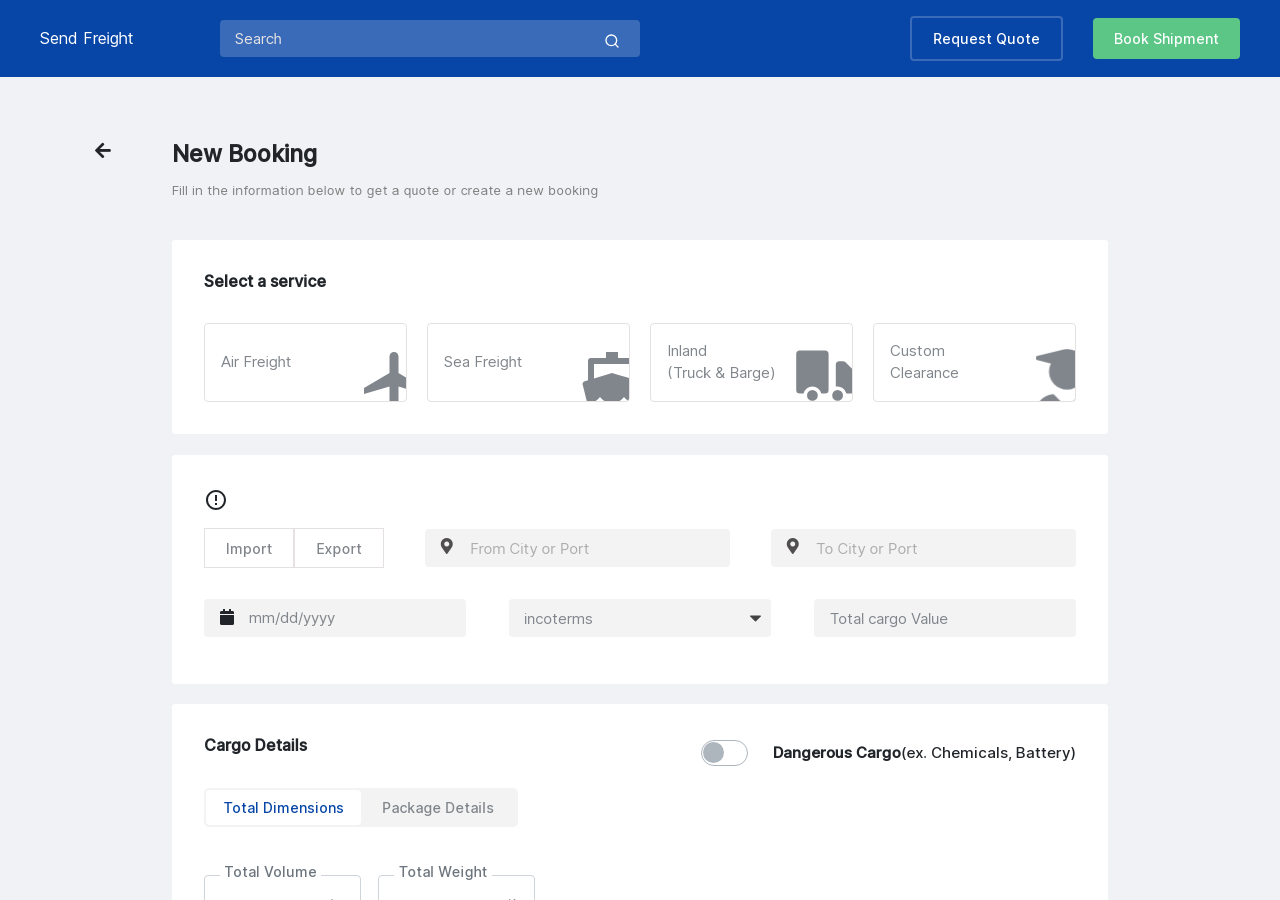 Send Freight
Search
Request Quote
Book Shipment
New Booking
Fill in the information below to get a quote or create a new booking
Select a service
Air Freight
Sea Freight
Inland
(Truck & Barge)
Custom
Clearance
Import
Export
From City or Port
To City or Port
mm/dd/yyyy
incoterms
Total cargo Value
Cargo Details
Dangerous Cargo(ex. Chemicals, Battery)
Total Dimensions
Package Details
Total Volume
Total Weight